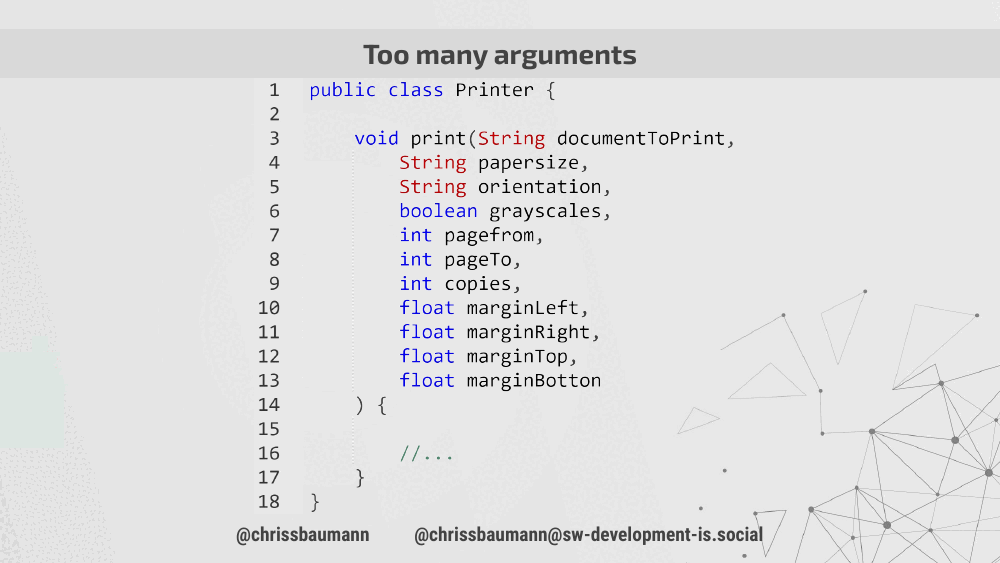 Too many arguments
1 public class Printer {
2
3 void print(String documentToPrint,
4 String papersize,
5 String orientation,
6 boolean grayscales,
7 int pagefrom,
8 int pageTo,
9 int copies,
10 float marginLeft,
11 float marginRight,
12 float marginTop,
13 float marginBotton
14 ) {
15
16 //...
17 }
18 }
@chrissbaumann @chrissbaumann@sw-development-is.social